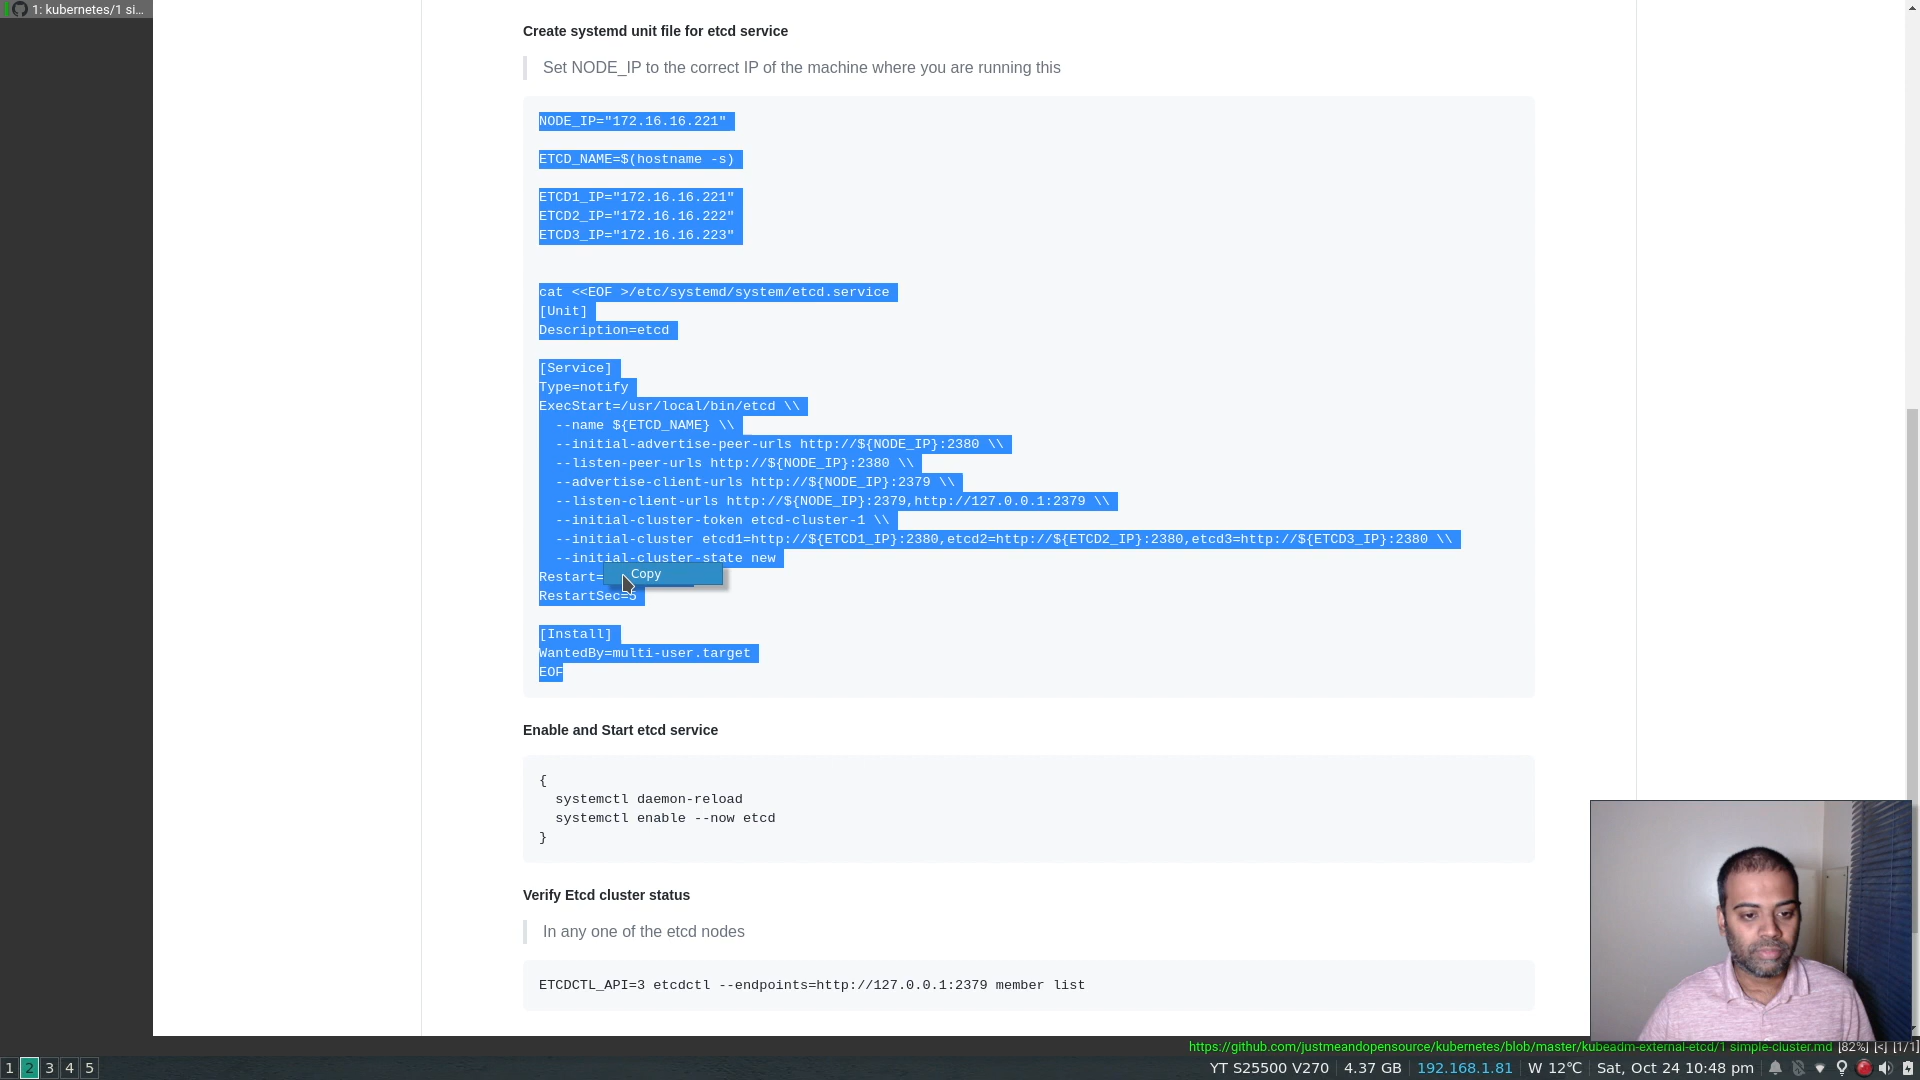 1: kubernetes/1 si...
Create systemd unit file for etcd service
Set NODE_IP to the correct IP of the machine where you are running this
NODE_IP="172.16.16.221"
ETCD_NAME=$(hostname -s)
ETCD1_IP="172.16.16.221"
ETCD2_IP="172.16.16.222"
ETCD3_IP="172.16.16.223"
cat <<EOF >/etc/systemd/system/etcd.service
[Unit]
Description=etcd
[Service]
Type=notify
ExecStart=/usr/local/bin/etcd \\
--name ${ETCD_NAME} \\
--initial-advertise-peer-urls http://${NODE_IP}:2380 \\
--listen-peer-urls http://${NODE_IP}:2380 \\
--advertise-client-urls http://${NODE_IP}:2379 \\
--listen-client-urls http://${NODE_IP}:2379,http://127.0.0.1:2379 \\
--initial-cluster-token etcd-cluster-1 \\
--initial-cluster etcd1=http://${ETCD1_IP}:2380,etcd2=http://${ETCD2_IP}:2380,etcd3=http://${ETCD3_IP}:2380 \\
--initial-cluster-state new
Restart=
Copy
RestartSec=5
[Install]
WantedBy=multi-user.target
EOF
Enable and Start etcd service
{
systemctl daemon-reload
systemctl enable --now etcd
}
Verify Etcd cluster status
In any one of the etcd nodes
ETCDCTL_API=3 etcdctl --endpoints=http://127.0.0.1:2379 member list
https://github.com/justmeandopensource/kubernetes/blob/master/kubeadm-external-etcd/1 simple-cluster.md [82%] [<] [1/1]
1 2 3 4 5
YT S25500 V270 4.37 GB 192.168.1.81 W 12°C Sat, Oct 24 10:48 pm